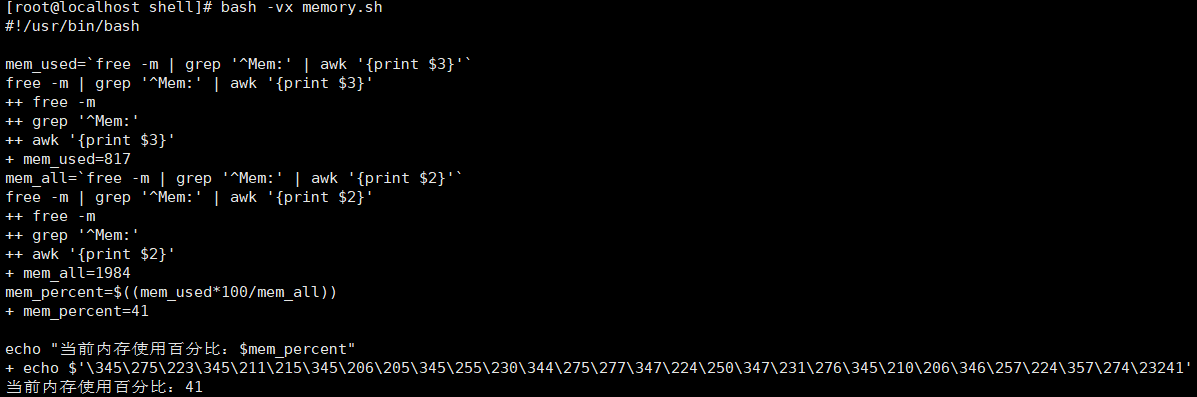 [root@localhost shell]# bash -vx memory.sh
#!/usr/bin/bash
mem_used=`free -m | grep '^Mem:' | awk '{print $3}'`
free -m | grep '^Mem:' | awk '{print $3}'
++ free -m
++ grep '^Mem:'
++ awk '{print $3}'
+ mem_used=817
mem_all=`free -m | grep '^Mem:' | awk '{print $2}'`
free -m | grep '^Mem:' | awk '{print $2}'
++ free -m
++ grep '^Mem:'
++ awk '{print $2}'
+ mem_all=1984
mem_percent=$((mem_used*100/mem_all))
+ mem_percent=41
echo "当前内存使用百分比：$mem_percent"
+ echo $'\345\275\223\345\211\215\345\206\205\345\255\230\344\275\277\347\224\250\347\231\276\345\210\206\346\257\224\357\274\23241'
当前内存使用百分比：41